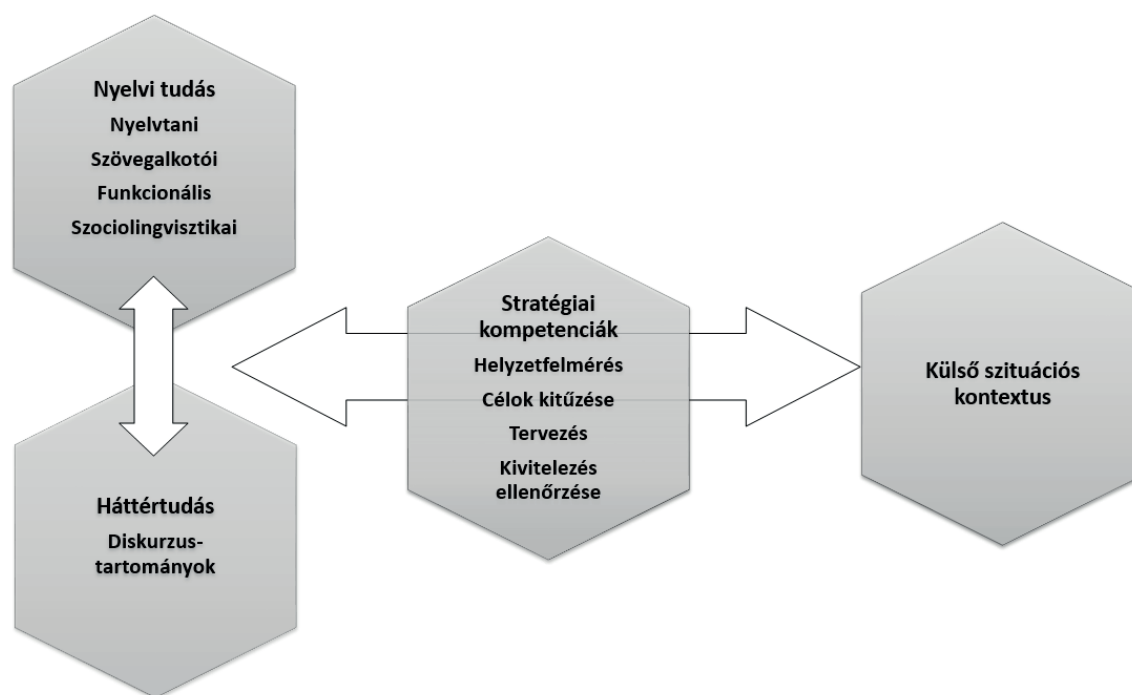 Nyelvi tudás
Nyelvtani
Szövegalkotói
Funkcionális
Szociolingvisztikai
Háttértudás
Diskurzus-
tartományok
Stratégiai
kompetenciák
Helyzetfelmérés
Célok kitűzése
Tervezés
Kivitelezés
ellenőrzése
Külső szituációs
kontextus